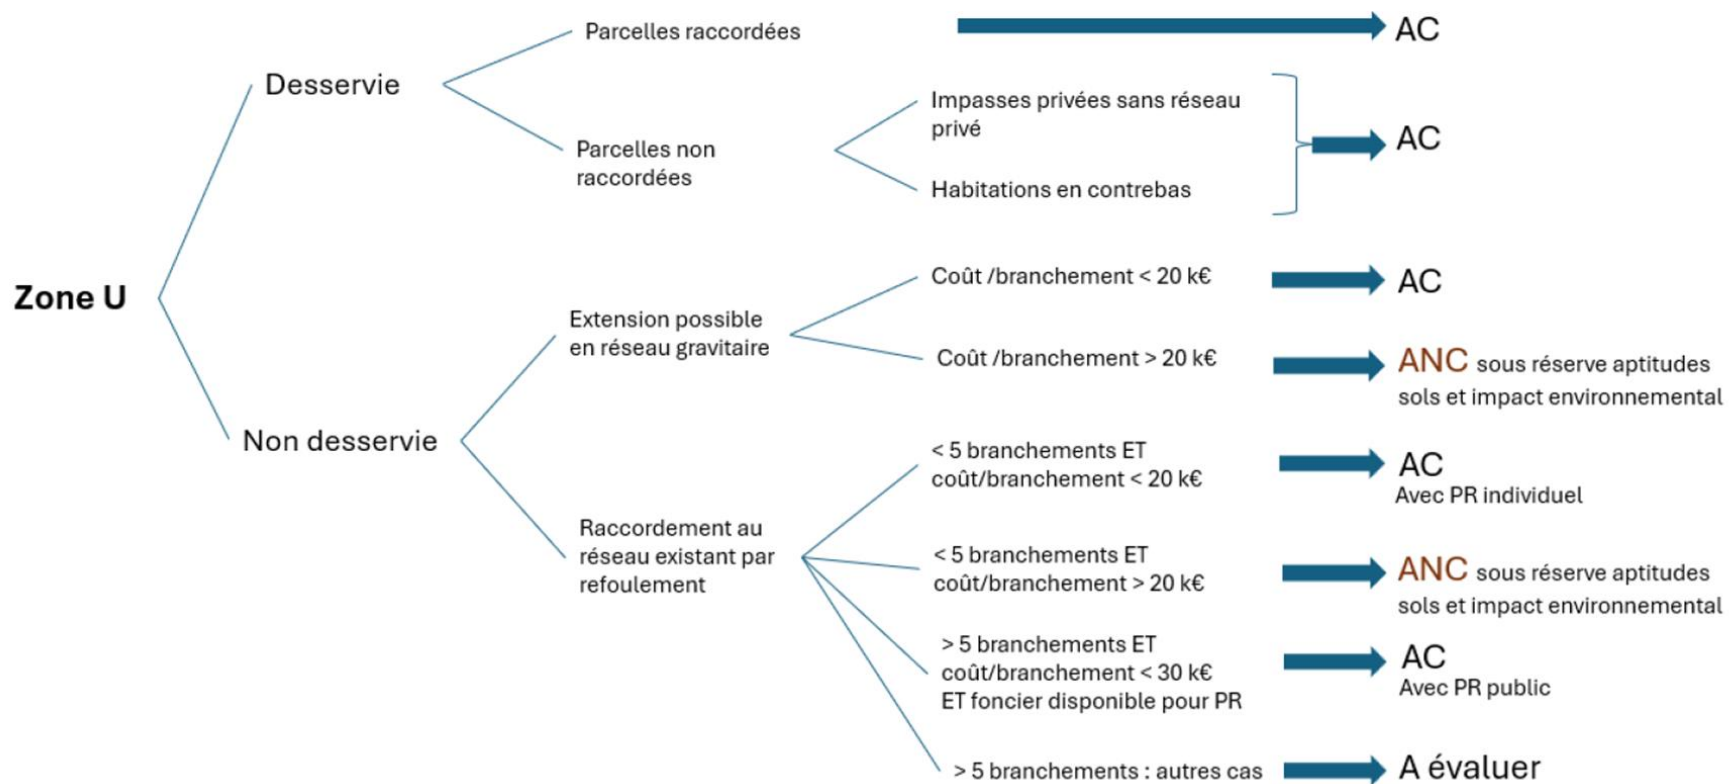 Zone U
Desservie
Parcelles raccordées
AC
Parcelles non
raccordées
Impasses privées sans réseau
privé
Habitations en contrebas
AC
Non desservie
Extension possible
en réseau gravitaire
Coût /branchement < 20 k€
AC
Coût /branchement > 20 k€
ANC sous réserve aptitudes
sols et impact environnemental
Raccordement au
réseau existant par
refoulement
< 5 branchements ET
coût/branchement < 20 k€
AC
Avec PR individuel
< 5 branchements ET
coût/branchement > 20 k€
ANC sous réserve aptitudes
sols et impact environnemental
> 5 branchements ET
coût/branchement < 30 k€
ET foncier disponible pour PR
AC
Avec PR public
> 5 branchements : autres cas
A évaluer